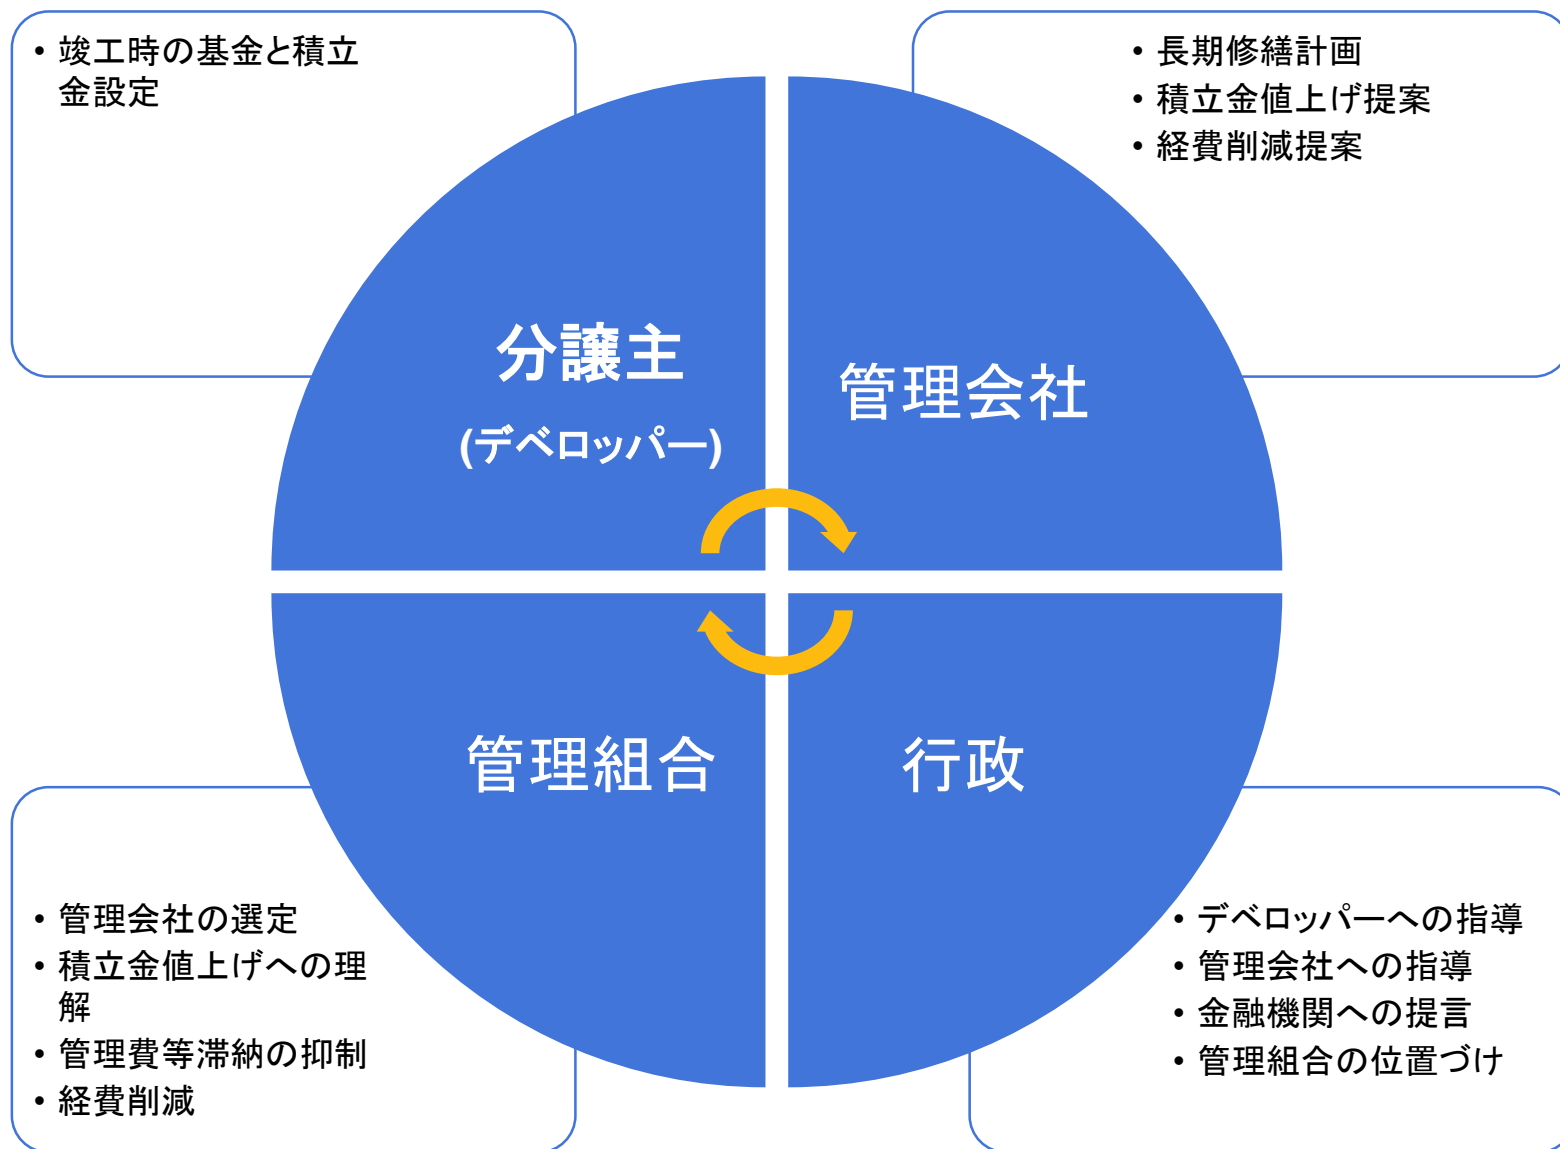 • 竣工時の基金と積立
金設定
• 長期修繕計画
• 積立金値上げ提案
• 経費削減提案
分譲主
(デベロッパー)
管理会社
管理組合
行政
• 管理会社の選定
• 積立金値上げへの理
解
• 管理費等滞納の抑制
• 経費削減
• デベロッパーへの指導
• 管理会社への指導
• 金融機関への提言
• 管理組合の位置づけ